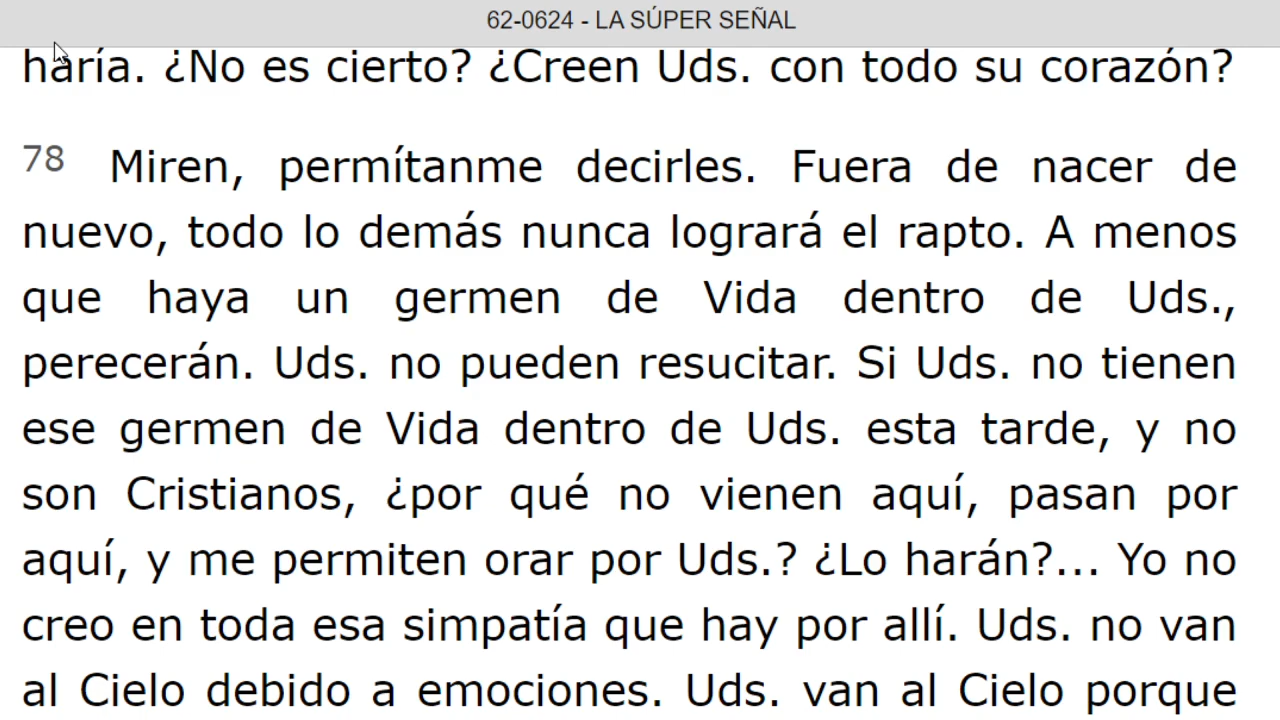 62-0624 - LA SÚPER SEÑAL
haría. ¿No es cierto? ¿Creen Uds. con todo su corazón?
78 Miren, permítanme decirles. Fuera de nacer de
nuevo, todo lo demás nunca logrará el rapto. A menos
que haya un germen de Vida dentro de Uds.,
perecerán. Uds. no pueden resucitar. Si Uds. no tienen
ese germen de Vida dentro de Uds. esta tarde, y no
son Cristianos, ¿por qué no vienen aquí, pasan por
aquí, y me permiten orar por Uds.? ¿Lo harán?... Yo no
creo en toda esa simpatía que hay por allí. Uds. no van
al Cielo debido a emociones. Uds. van al Cielo porque